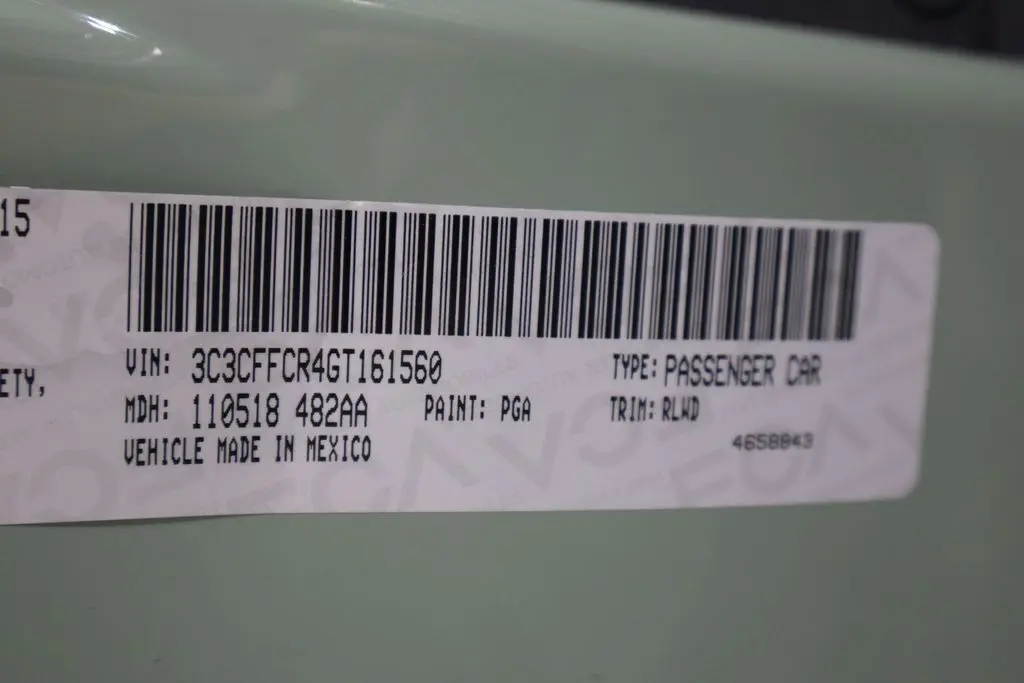 15
ETY,
VIN: 3C3CFFCR4GT161560 TYPE: PASSENGER CAR
MDH: 110518 482AA PAINT: PGA TRIM: RLWD
VEHICLE MADE IN MEXICO
4658843